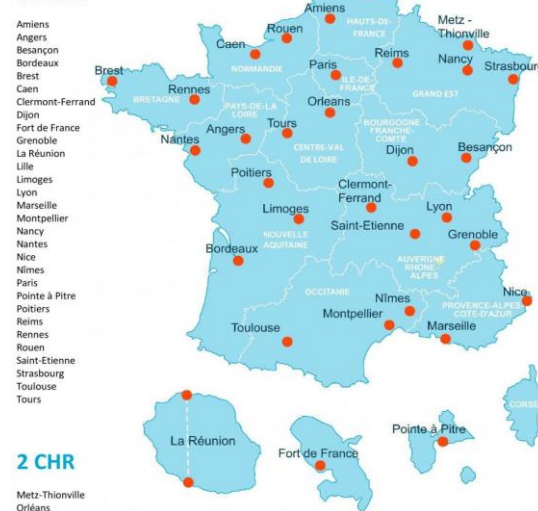 Amiens
Angers
Besançon
Bordeaux
Brest
Caen
Clermont-Ferrand
Dijon
Fort de France
Grenoble
La Réunion
Lille
Limoges
Lyon
Marseille
Montpellier
Nancy
Nantes
Nice
Nîmes
Paris
Pointe à Pitre
Poitiers
Reims
Rennes
Rouen
Saint-Etienne
Strasbourg
Toulouse
Tours
2 CHR
Metz-Thionville
Orléans
Amiens
HAUTS-DE-
FRANCE
Rouen
Metz -
Thionville
Caen
Reims
NORMANDIE
Paris
Nancy
Strasbourg
Brest
ILE-DE
FRANCE
Rennes
BRETAGNE
GRAND EST
Orleans
PAYS-DE-LA
LOIRE
BOURGOGNE
FRANCHE-
COMTE
Angers
Tours
Nantes
CENTRE-VAL
DE LOIRE
Dijon
Besançon
Poitiers
Clermont-
Ferrand
Limoges
Lyon
Saint-Etienne
NOUVELLE
AQUITAINE
Grenoble
Bordeaux
AUVERGNE
RHONE
ALPES
OCCITANIE
Nîmes
Nice
PROVENCE-ALPES
COTE-D'AZUR
Montpellier
Toulouse
Marseille
CORSE
La Réunion
Fort de France
Pointe à Pitre